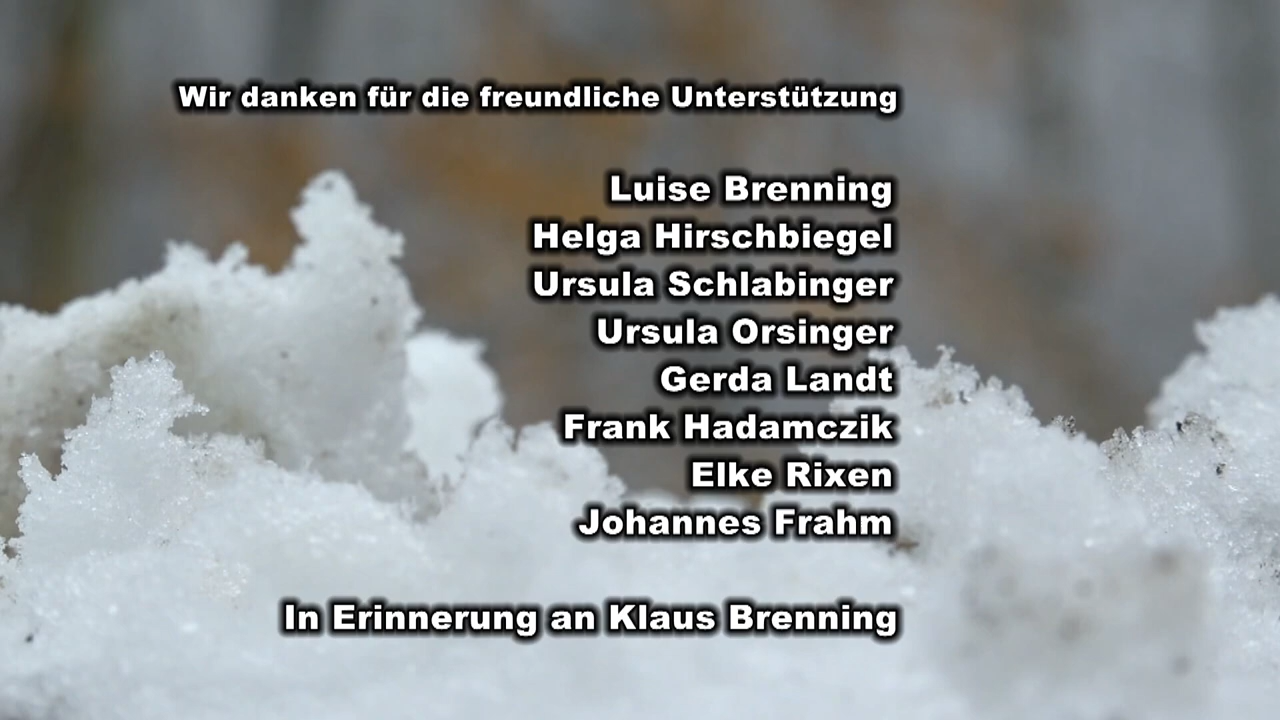 Wir danken für die freundliche Unterstützung
Luise Brenning
Helga Hirschbiegel
Ursula Schlabinger
Ursula Orsinger
Gerda Landt
Frank Hadamczik
Elke Rixen
Johannes Frahm
In Erinnerung an Klaus Brenning